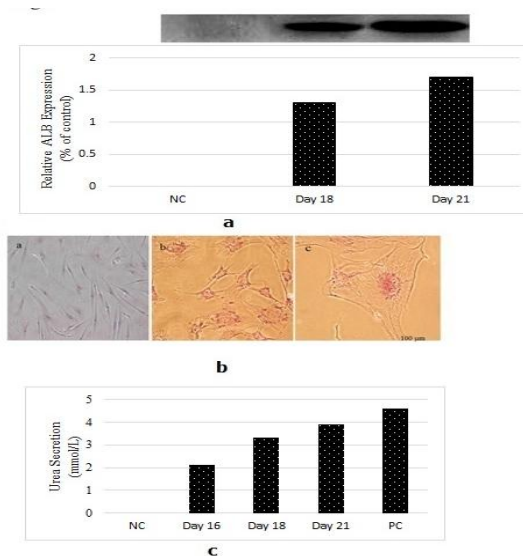 2
1.5
1
0.5
0
Relative ALB Expression
(% of control)
NC Day 18 Day 21
a
a b c
100 µm
b
5
4
3
2
1
0
Urea Secretion
(mmol/L)
NC Day 16 Day 18 Day 21 PC
c